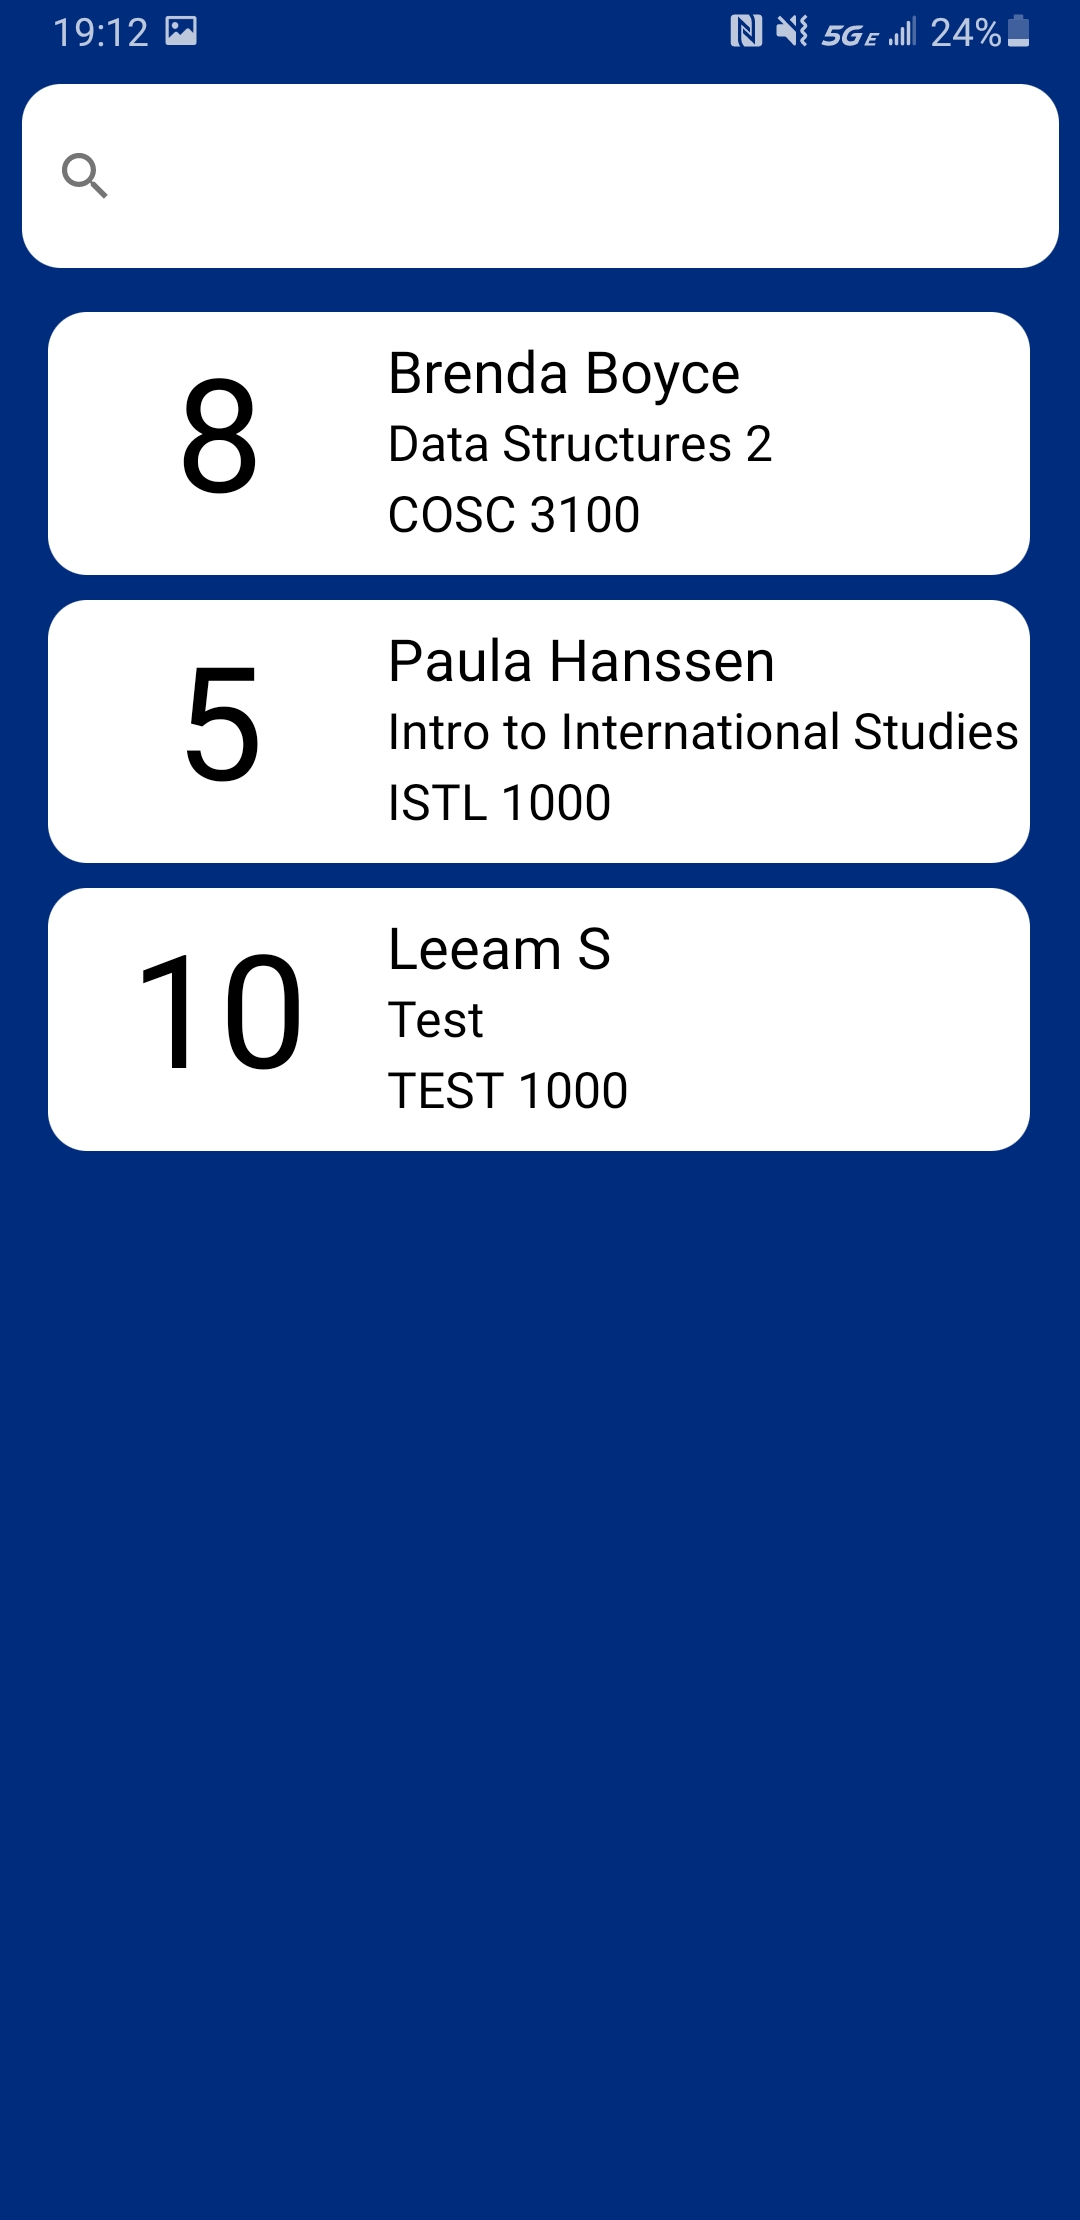 19:12 5G E 24%
8
Brenda Boyce
Data Structures 2
COSC 3100
5
Paula Hanssen
Intro to International Studies
ISTL 1000
10
Leeam S
Test
TEST 1000